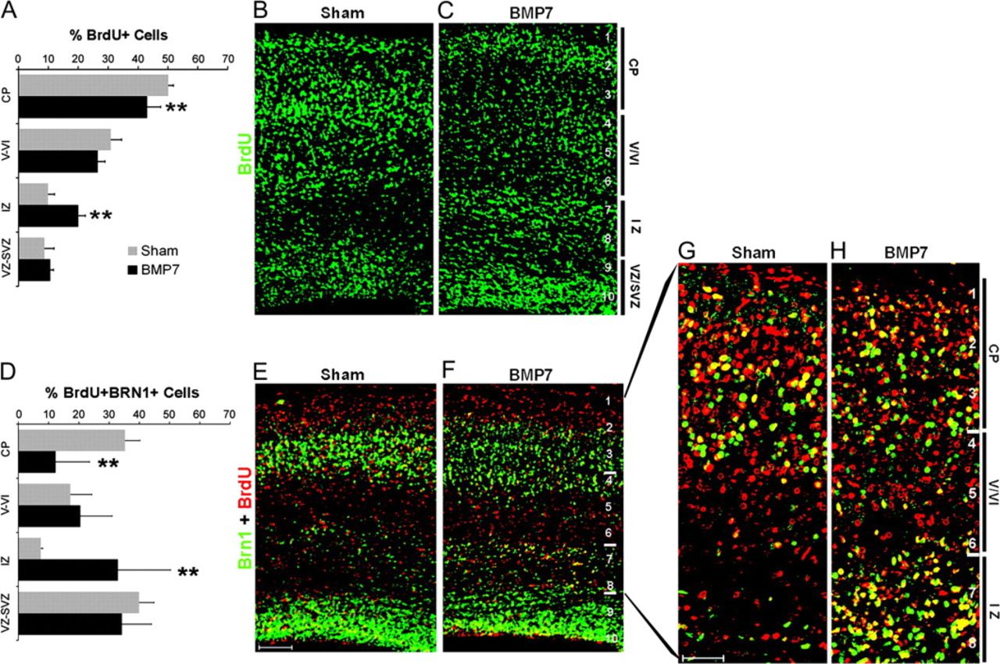 A
% BrdU+ Cells
0 10 20 30 40 50 60 70
CP
V-VI
IZ
VZ-SVZ
**
**
Sham
BMP7
B Sham
C BMP7
BrdU
1
2
3
4
5
6
7
8
9
10
CP
V/VI
I Z
VZ/SVZ
D
% BrdU+BRN1+ Cells
0 10 20 30 40 50 60 70
CP
V-VI
IZ
VZ-SVZ
**
**
E Sham
F BMP7
Brn1 + BrdU
1
2
3
4
5
6
7
8
9
10
G Sham
H BMP7
1
2
3
4
5
6
7
8
CP
V/VI
I Z